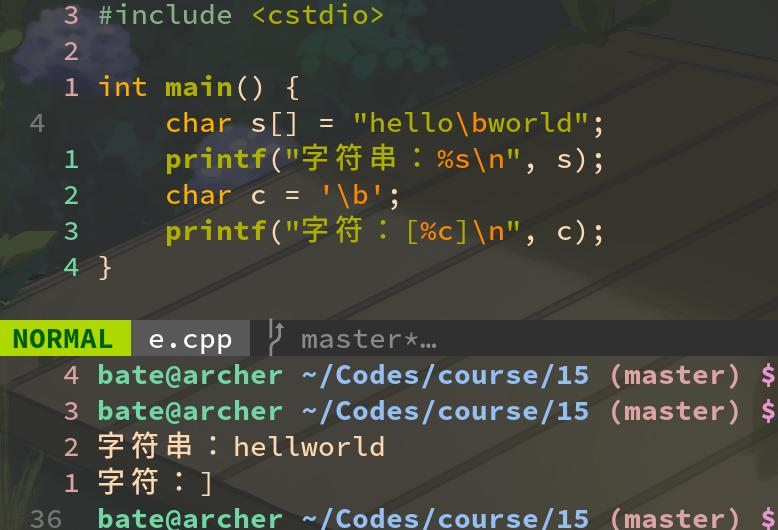 3 #include <cstdio>
2
1 int main() {
4 char s[] = "hello\bworld";
1 printf("字符串：%s\n", s);
2 char c = '\b';
3 printf("字符：[%c]\n", c);
4 }
NORMAL e.cpp master*…
4 bate@archer ~/Codes/course/15 (master) $
3 bate@archer ~/Codes/course/15 (master) $
2 字符串：hellworld
1 字符：]
36 bate@archer ~/Codes/course/15 (master) $